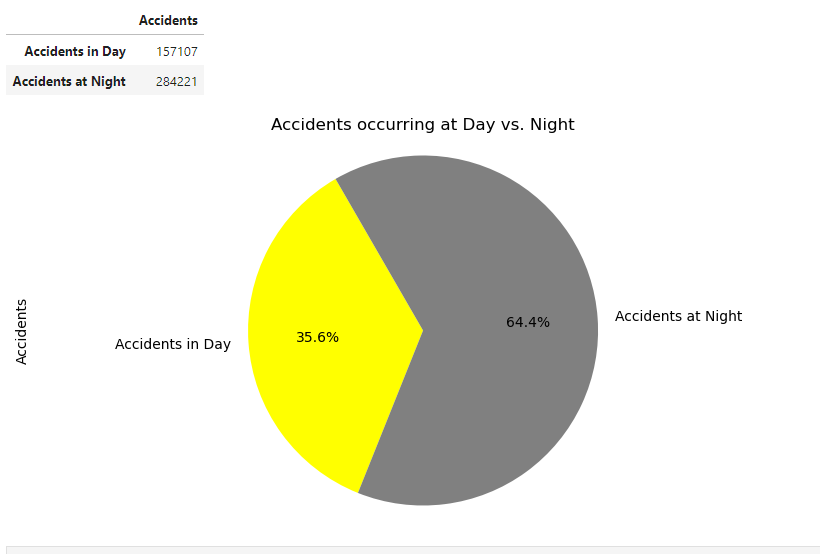 Accidents
Accidents in Day 157107
Accidents at Night 284221
Accidents occurring at Day vs. Night
64.4%
Accidents at Night
35.6%
Accidents in Day
Accidents